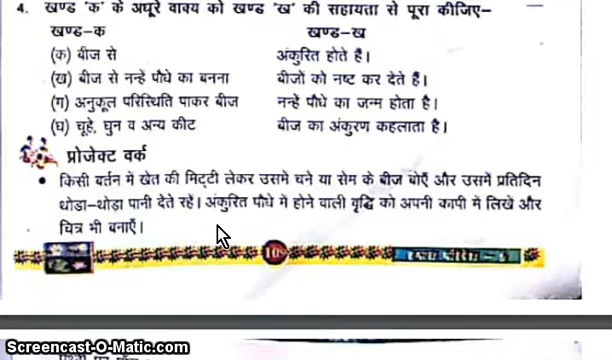 4. खण्ड 'क' के अधूरे वाक्य को खण्ड 'ख' की सहायता से पूरा कीजिए–
खण्ड–क खण्ड–ख
(क) बीज से अंकुरित होते हैं।
(ख) बीज से नन्हें पौधे का बनना बीजों को नष्ट कर देते हैं।
(ग) अनुकूल परिस्थिति पाकर बीज नन्हें पौधे का जन्म होता है।
(घ) चूहे, घुन व अन्य कीट बीज का अंकुरण कहलाता है।
प्रोजेक्ट वर्क
• किसी बर्तन में खेत की मिट्टी लेकर उसमें चने या सेम के बीज बोएँ और उसमें प्रतिदिन
थोडा–थोडा पानी देते रहें। अंकुरित पौधे में होने वाली वृद्धि को अपनी कापी में लिखें और
चित्र भी बनाएँ।
109
Screencast-O-Matic.com